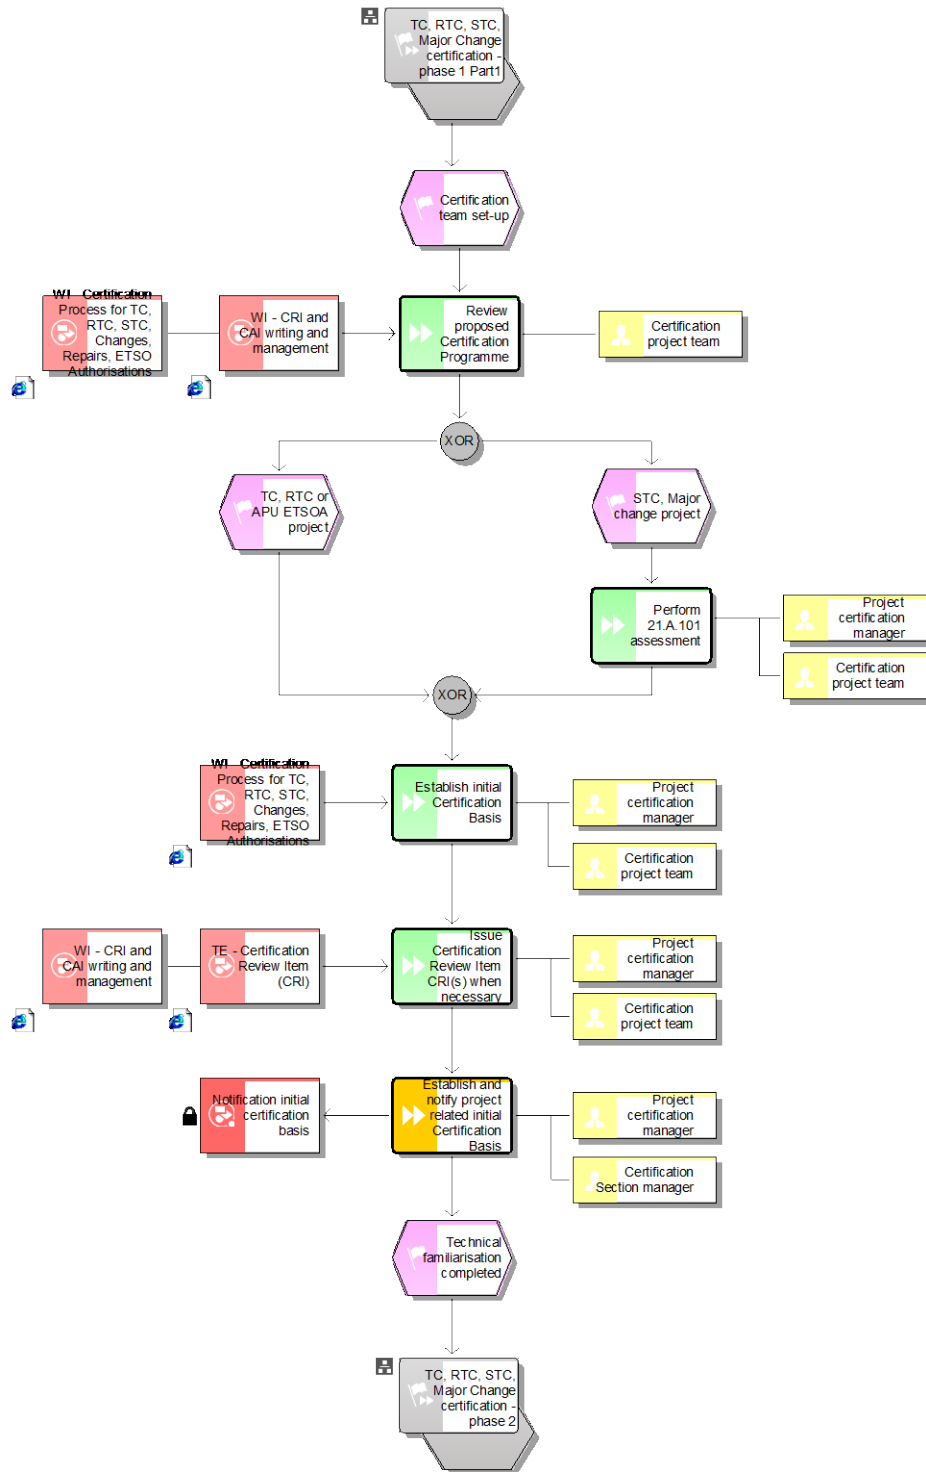 TC, RTC, STC,
Major Change
certification -
phase 1 Part1
Certification
team set-up
WI - Certification
Process for TC,
RTC, STC,
Changes,
Repairs, ETSO
Authorisations
WI - CRI and
CAI writing and
management
Review
proposed
Certification
Programme
Certification
project team
XOR
TC, RTC or
APU ETSOA
project
STC, Major
change project
Perform
21.A.101
assessment
Project
certification
manager
Certification
project team
XOR
WI - Certification
Process for TC,
RTC, STC,
Changes,
Repairs, ETSO
Authorisations
Establish initial
Certification
Basis
Project
certification
manager
Certification
project team
WI - CRI and
CAI writing and
management
TE - Certification
Review Item
(CRI)
Issue
Certification
Review Item
CRI(s) when
necessary
Project
certification
manager
Certification
project team
Notification initial
certification
basis
Establish and
notify project
related initial
Certification
Basis
Project
certification
manager
Certification
Section manager
Technical
familiarisation
completed
TC, RTC, STC,
Major Change
certification -
phase 2